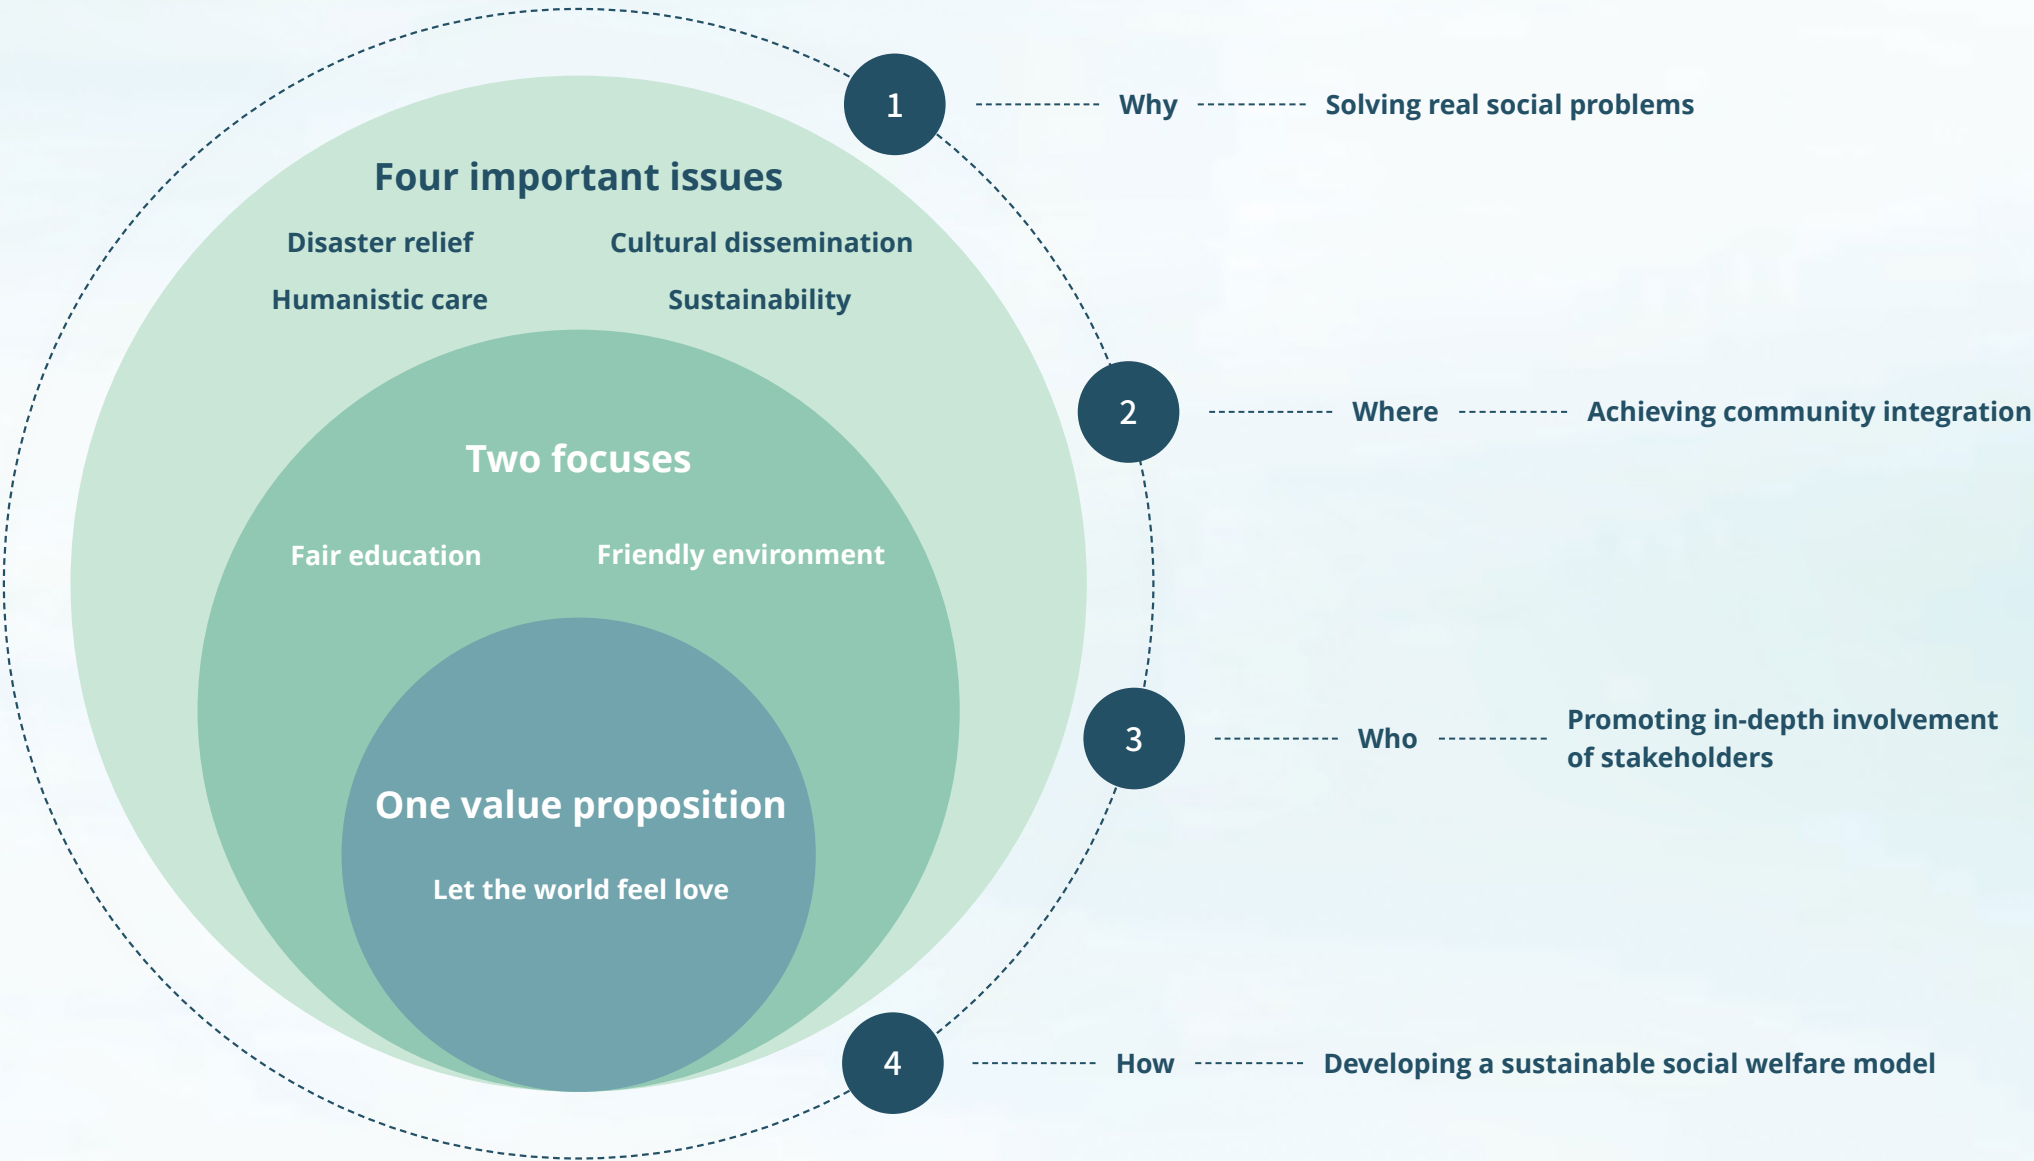 Four important issues
Disaster relief
Cultural dissemination
Humanistic care
Sustainability
Two focuses
Fair education
Friendly environment
One value proposition
Let the world feel love
1
Why
Solving real social problems
2
Where
Achieving community integration
3
Who
Promoting in-depth involvement
of stakeholders
4
How
Developing a sustainable social welfare model